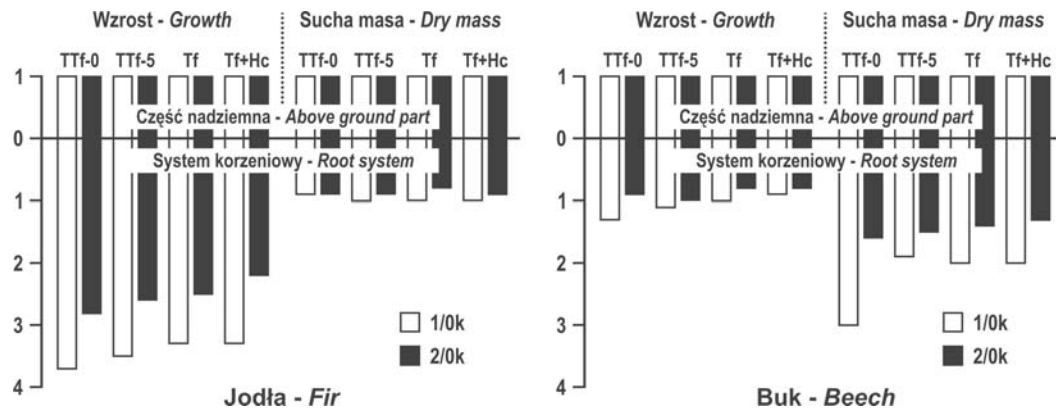 Wzrost - Growth
Sucha masa - Dry mass
TTf-0 TTf-5 Tf Tf+Hc TTf-0 TTf-5 Tf Tf+Hc
1
Część nadziemna - Above ground part
0
System korzeniowy - Root system
1
2
3
4
1/0k
2/0k
Jodła - Fir
Wzrost - Growth
Sucha masa - Dry mass
TTf-0 TTf-5 Tf Tf+Hc TTf-0 TTf-5 Tf Tf+Hc
1
Część nadziemna - Above ground part
0
System korzeniowy - Root system
1
2
3
4
1/0k
2/0k
Buk - Beech